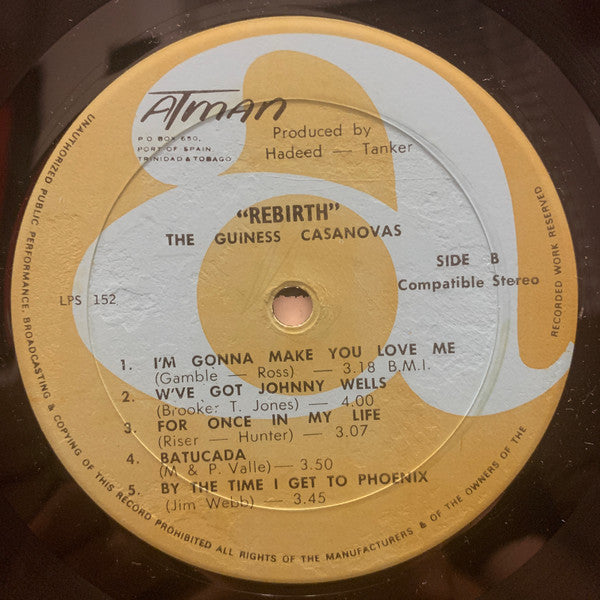 ATMAN
P.O. BOX 650,
PORT OF SPAIN
TRINIDAD & TOBAGO
Produced by
Hadeed — Tanker
"REBIRTH"
THE GUINESS CASANOVAS
SIDE B
Compatible Stereo
LPS 152
1. I'M GONNA MAKE YOU LOVE ME
(Gamble — Ross) — 3.18 B.M.I.
2. W'VE GOT JOHNNY WELLS
(Brooker T. Jones) — 4.00
3. FOR ONCE IN MY LIFE
(Riser — Hunter) — 3.07
4. BATUCADA
(M & P. Valle) — 3.50
5. BY THE TIME I GET TO PHOENIX
(Jim Webb) — 3.45
UNAUTHORIZED PUBLIC PERFORMANCE, BROADCASTING & COPYING OF THIS RECORD PROHIBITED ALL RIGHTS OF THE MANUFACTURERS & OF THE OWNERS OF THE RECORDED WORK RESERVED